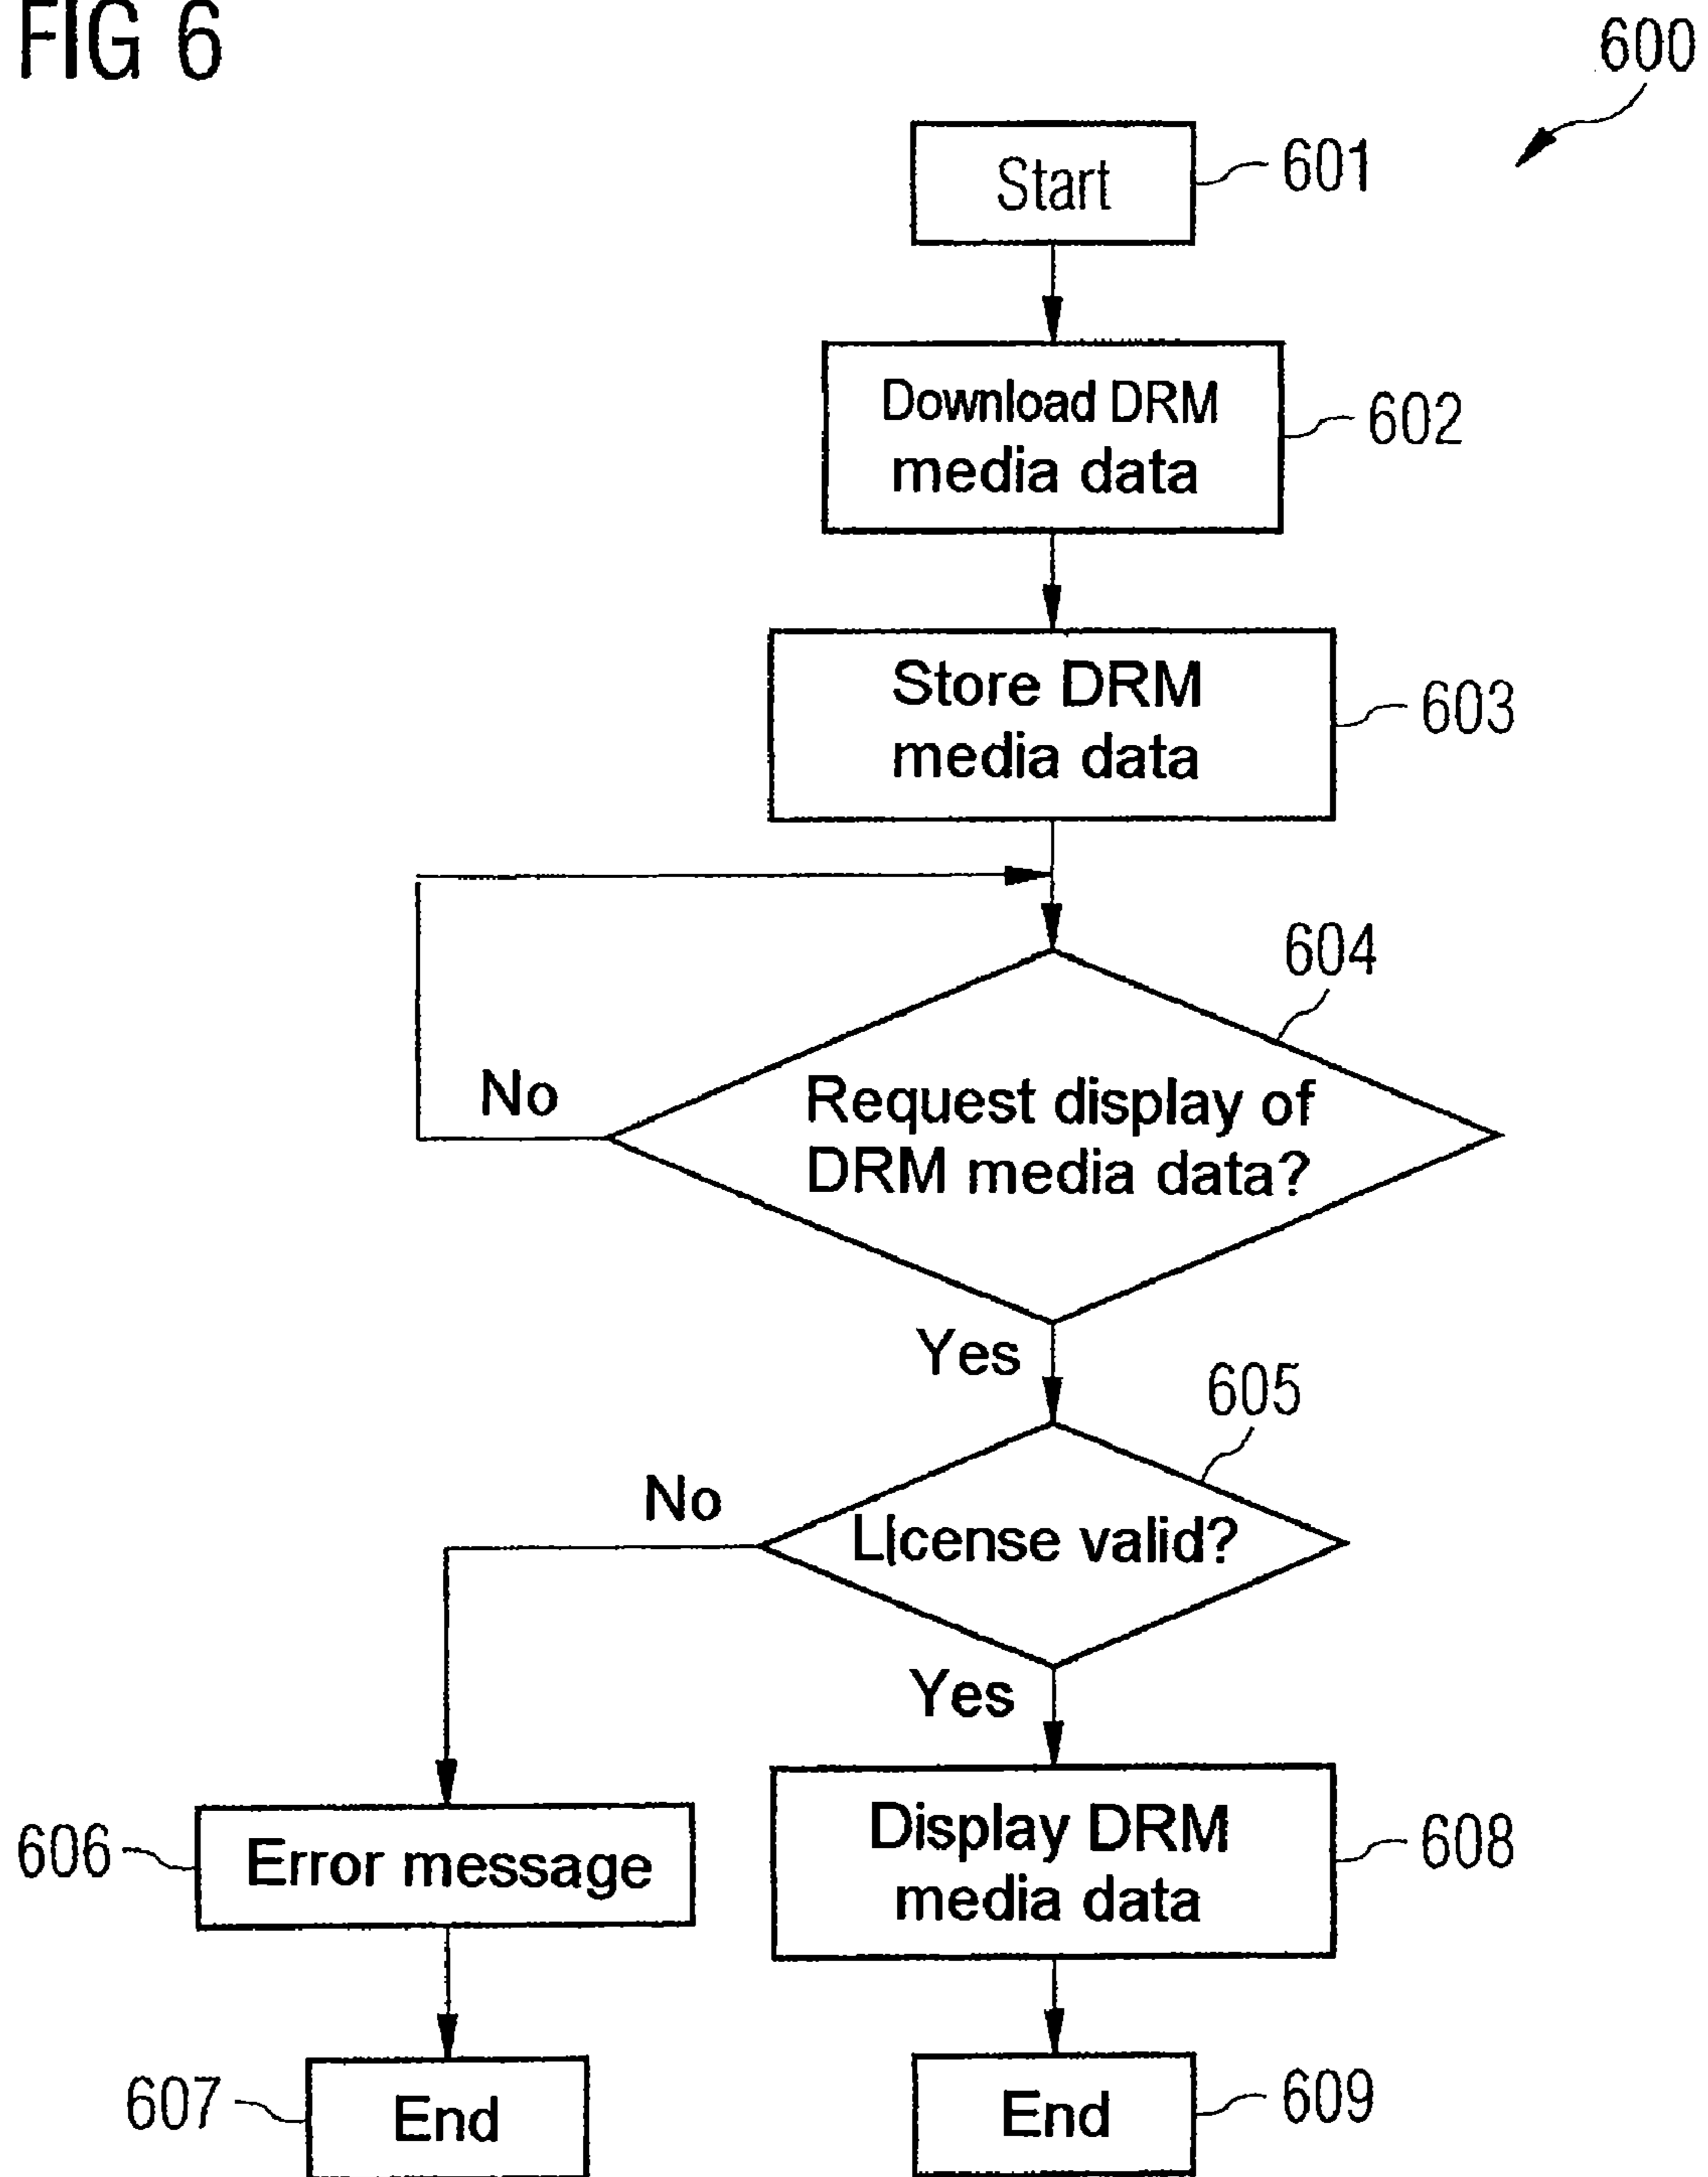 FIG 6
600
Start
601
Download DRM
media data
602
Store DRM
media data
603
604
Request display of
DRM media data?
No
Yes
605
License valid?
No
Yes
606
Error message
Display DRM
media data
608
607
End
End
609